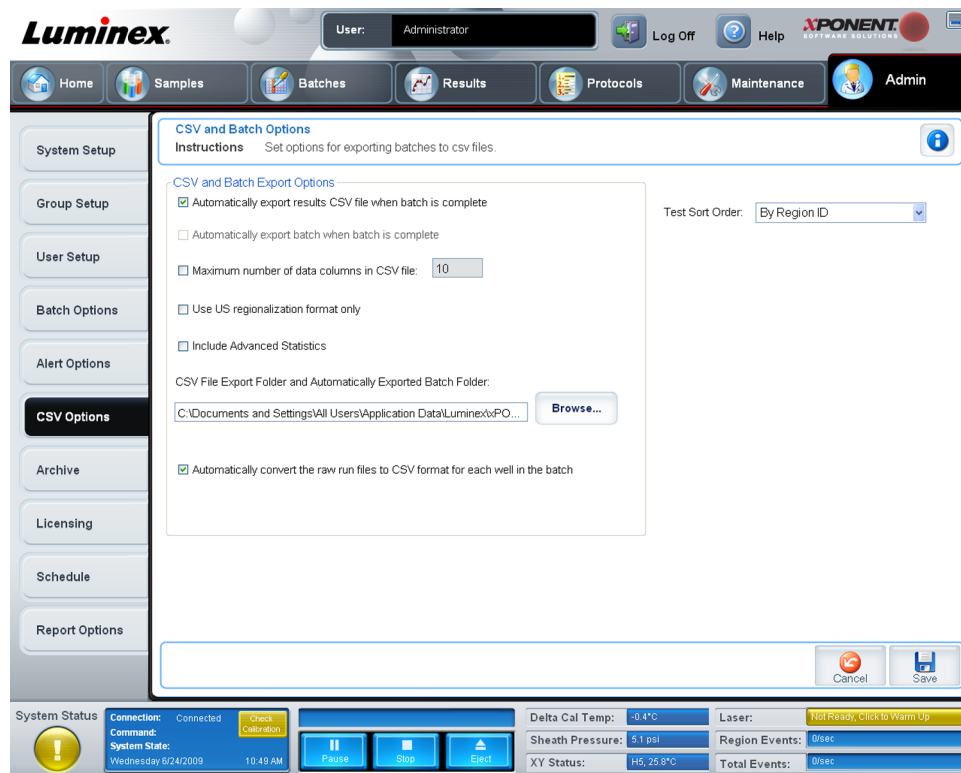 Luminex.
User: Administrator
Log Off
Help
XPONENT
SOFTWARE SOLUTIONS
Home
Samples
Batches
Results
Protocols
Maintenance
Admin
System Setup
Group Setup
User Setup
Batch Options
Alert Options
CSV Options
Archive
Licensing
Schedule
Report Options
CSV and Batch Options
Instructions Set options for exporting batches to csv files.
CSV and Batch Export Options
Automatically export results CSV file when batch is complete
Automatically export batch when batch is complete
Maximum number of data columns in CSV file: 10
Use US regionalization format only
Include Advanced Statistics
CSV File Export Folder and Automatically Exported Batch Folder:
C:\Documents and Settings\All Users\Application Data\Luminex\xPO...
Browse...
Automatically convert the raw run files to CSV format for each well in the batch
Test Sort Order: By Region ID
Cancel
Save
System Status
Connection: Connected
Command:
System State:
Wednesday 6/24/2009 10:49 AM
Check Calibration
Pause
Stop
Eject
Delta Cal Temp: -0.4°C
Sheath Pressure: 5.1 psi
XY Status: H5, 25.8°C
Laser: Not Ready, Click to Warm Up
Region Events: 0/sec
Total Events: 0/sec